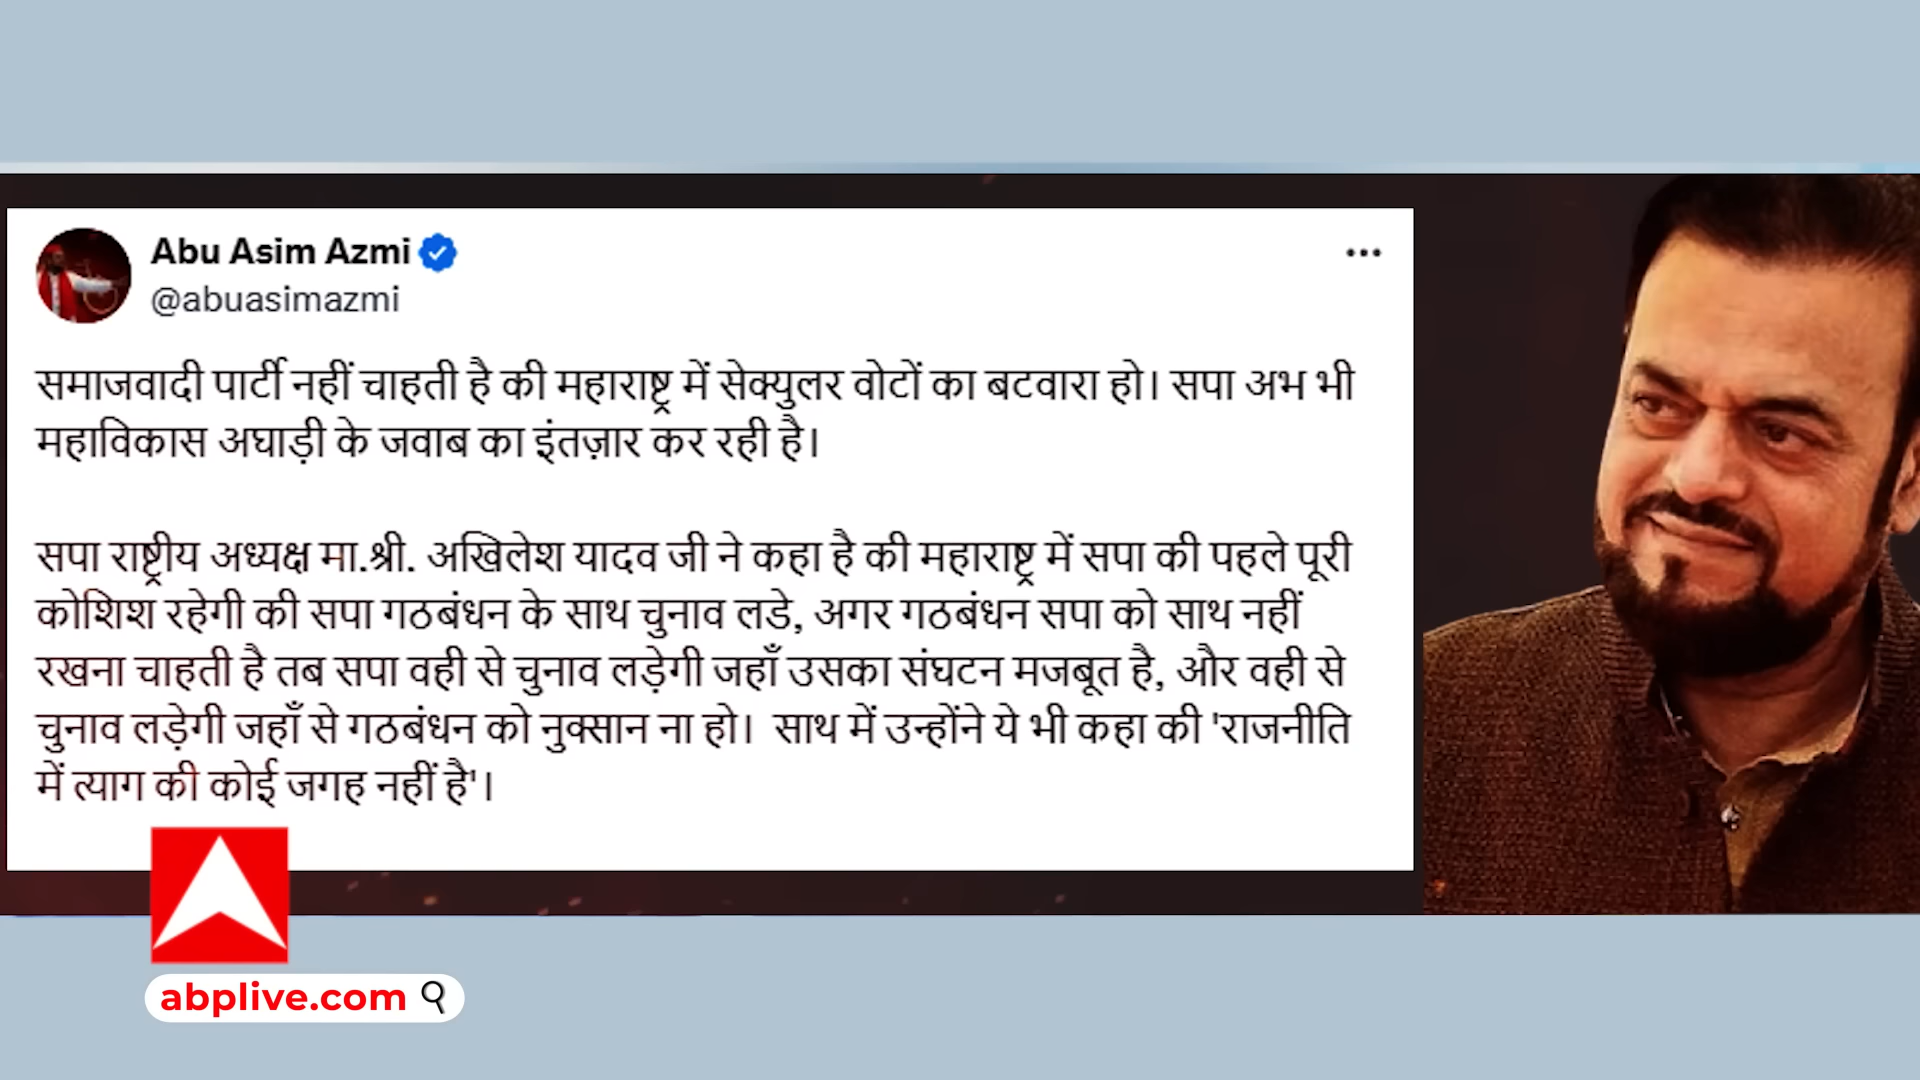 Abu Asim Azmi
@abuasimazmi
समाजवादी पार्टी नहीं चाहती है की महाराष्ट्र में सेक्युलर वोटों का बटवारा हो। सपा अभ भी
महाविकास अघाड़ी के जवाब का इंतज़ार कर रही है।
सपा राष्ट्रीय अध्यक्ष मा.श्री. अखिलेश यादव जी ने कहा है की महाराष्ट्र में सपा की पहले पूरी
कोशिश रहेगी की सपा गठबंधन के साथ चुनाव लडे, अगर गठबंधन सपा को साथ नहीं
रखना चाहती है तब सपा वही से चुनाव लड़ेगी जहाँ उसका संघटन मजबूत है, और वही से
चुनाव लड़ेगी जहाँ से गठबंधन को नुक्सान ना हो।  साथ में उन्होंने ये भी कहा की 'राजनीति
में त्याग की कोई जगह नहीं है'।
abplive.com